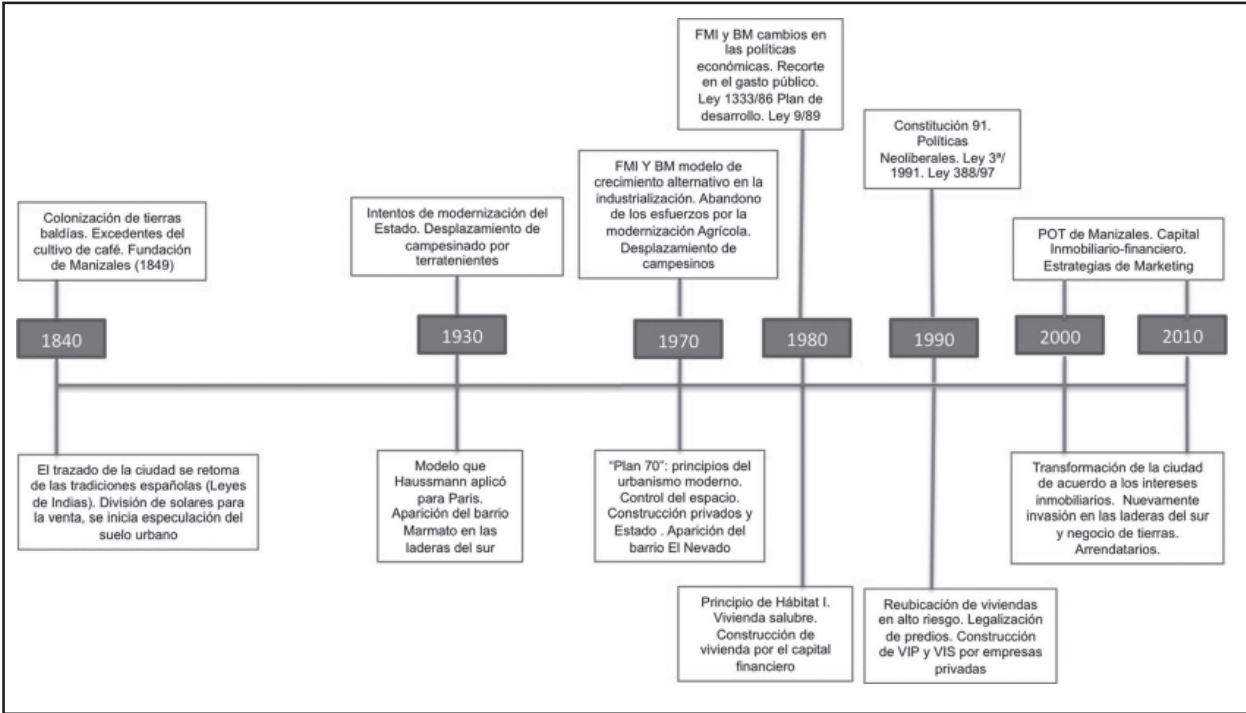 FMI y BM cambios en
las políticas
económicas. Recorte
en el gasto público.
Ley 1333/86 Plan de
desarrollo. Ley 9/89
Constitución 91.
Políticas
Neoliberales. Ley 3ª/
1991. Ley 388/97
FMI Y BM modelo de
crecimiento alternativo en la
industrialización. Abandono
de los esfuerzos por la
modernización Agrícola.
Desplazamiento de
campesinos
Colonización de tierras
baldías. Excedentes del
cultivo de café. Fundación
de Manizales (1849)
Intentos de modernización del
Estado. Desplazamiento de
campesinado por
terratenientes
POT de Manizales. Capital
Inmobiliario-financiero.
Estrategias de Marketing
1840
1930
1970
1980
1990
2000
2010
El trazado de la ciudad se retoma
de las tradiciones españolas (Leyes
de Indias). División de solares para
la venta, se inicia especulación del
suelo urbano
Modelo que
Haussmann aplicó
para Paris.
Aparición del barrio
Marmato en las
laderas del sur
“Plan 70”: principios del
urbanismo moderno.
Control del espacio.
Construcción privados y
Estado . Aparición del
barrio El Nevado
Transformación de la ciudad
de acuerdo a los intereses
inmobiliarios. Nuevamente
invasión en las laderas del sur
y negocio de tierras.
Arrendatarios.
Principio de Hábitat I.
Vivienda salubre.
Construcción de
vivienda por el capital
financiero
Reubicación de viviendas
en alto riesgo. Legalización
de predios. Construcción
de VIP y VIS por empresas
privadas